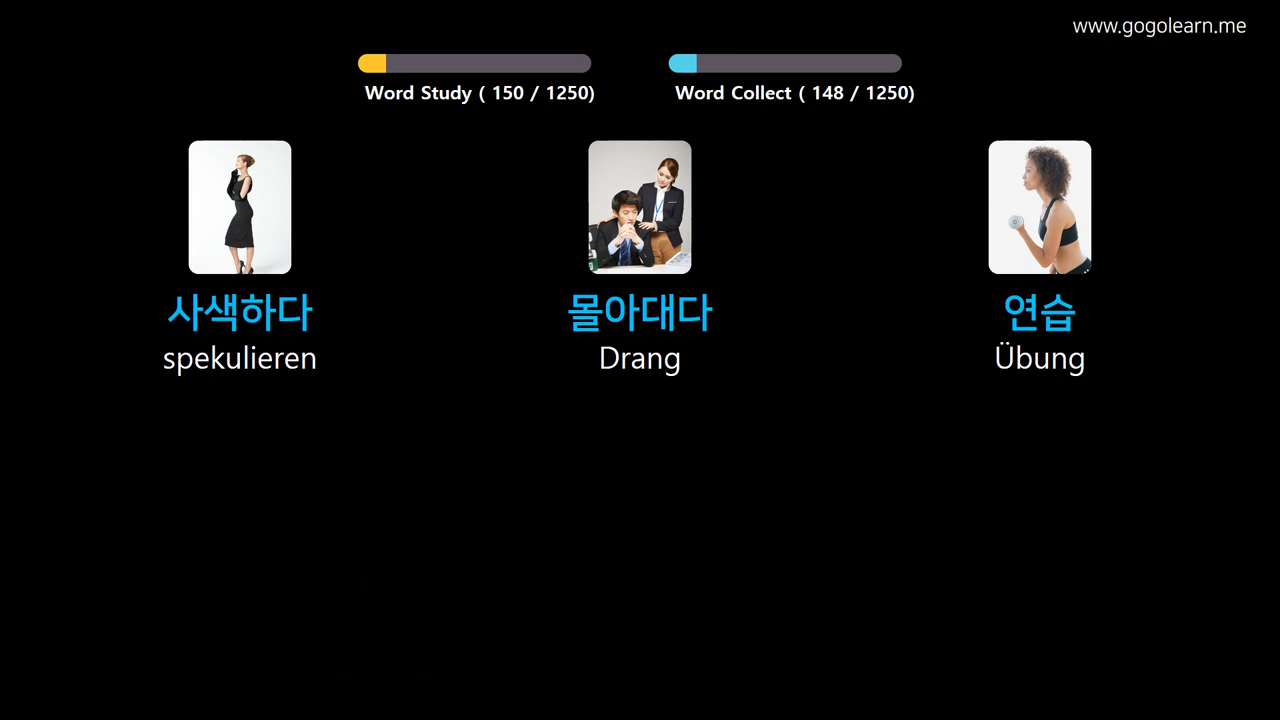 www.gogolearn.me
Word Study ( 150 / 1250)
Word Collect ( 148 / 1250)
사색하다
spekulieren
몰아대다
Drang
연습
Übung